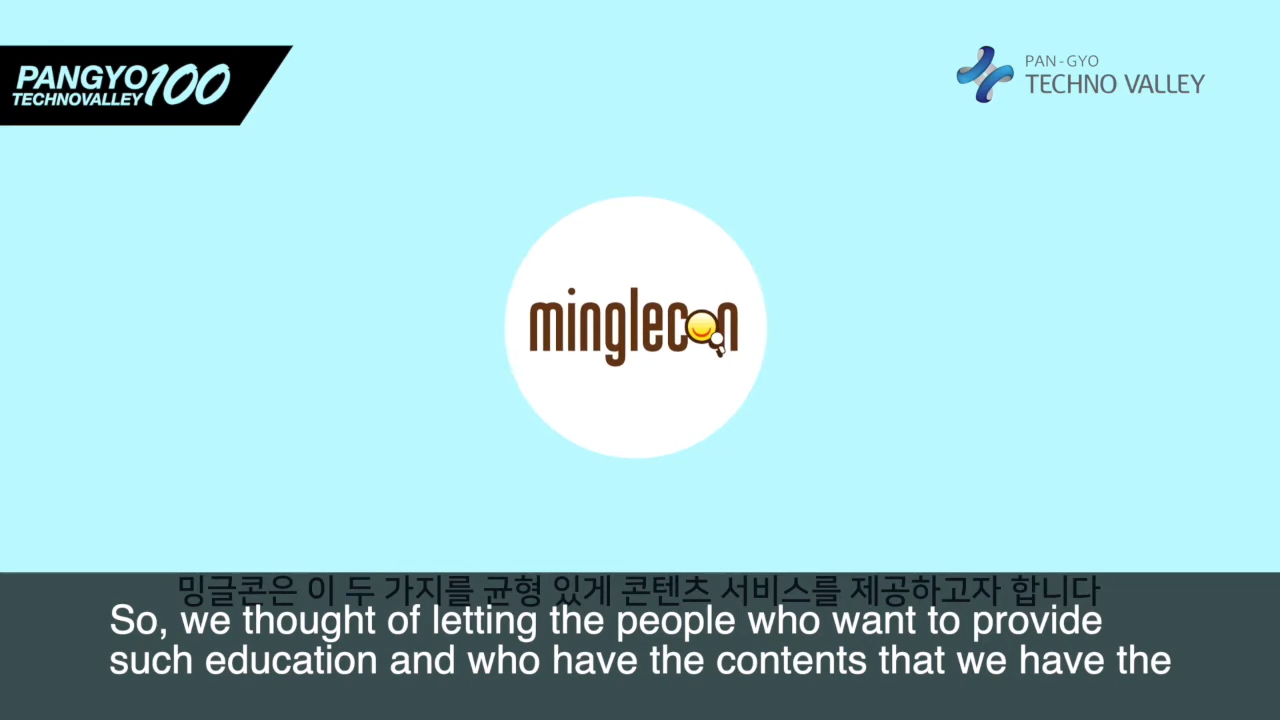 PANGYO 100
TECHNOVALLEY
PAN-GYO
TECHNO VALLEY
minglecon
밍글콘은 이 두 가지를 균형 있게 콘텐츠 서비스를 제공하고자 합니다
So, we thought of letting the people who want to provide
such education and who have the contents that we have the